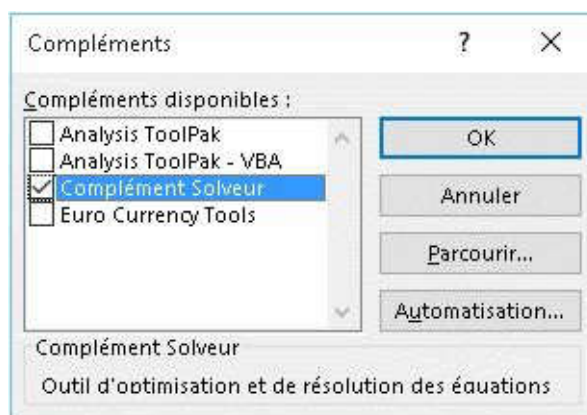 Compléments ? X
Compléments disponibles :
Analysis ToolPak
Analysis ToolPak - VBA
Complément Solveur
Euro Currency Tools
OK
Annuler
Parcourir...
Automatisation...
Complément Solveur
Outil d'optimisation et de résolution des équations